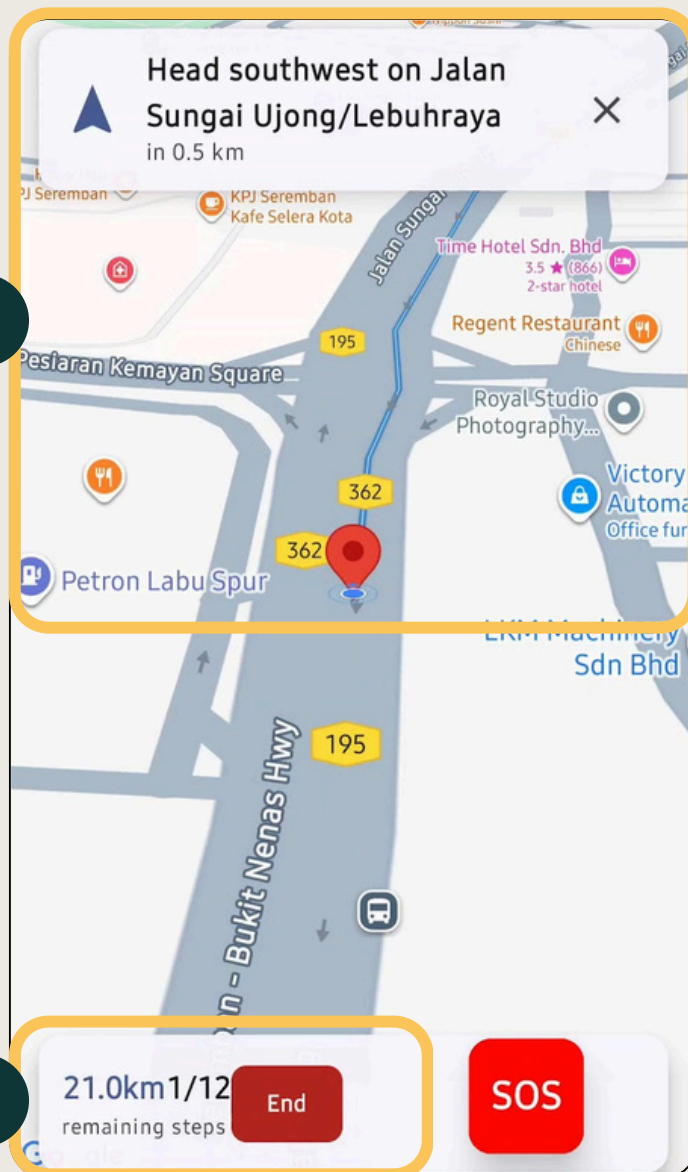 Head southwest on Jalan
Sungai Ujong/Lebuhraya
in 0.5 km
PJ Seremban
KPJ Seremban
Kafe Selera Kota
Jalan Sungai
Time Hotel Sdn. Bhd
3.5 ★ (866)
2-star hotel
195
Regent Restaurant
Chinese
Pesiaran Kemayan Square
Royal Studio
Photography...
362
Victory
Automa
Office fur
362
Petron Labu Spur
LKM Machinery
Sdn Bhd
195
- Bukit Nenas Hwy
21.0km 1/12
remaining steps
End
SOS